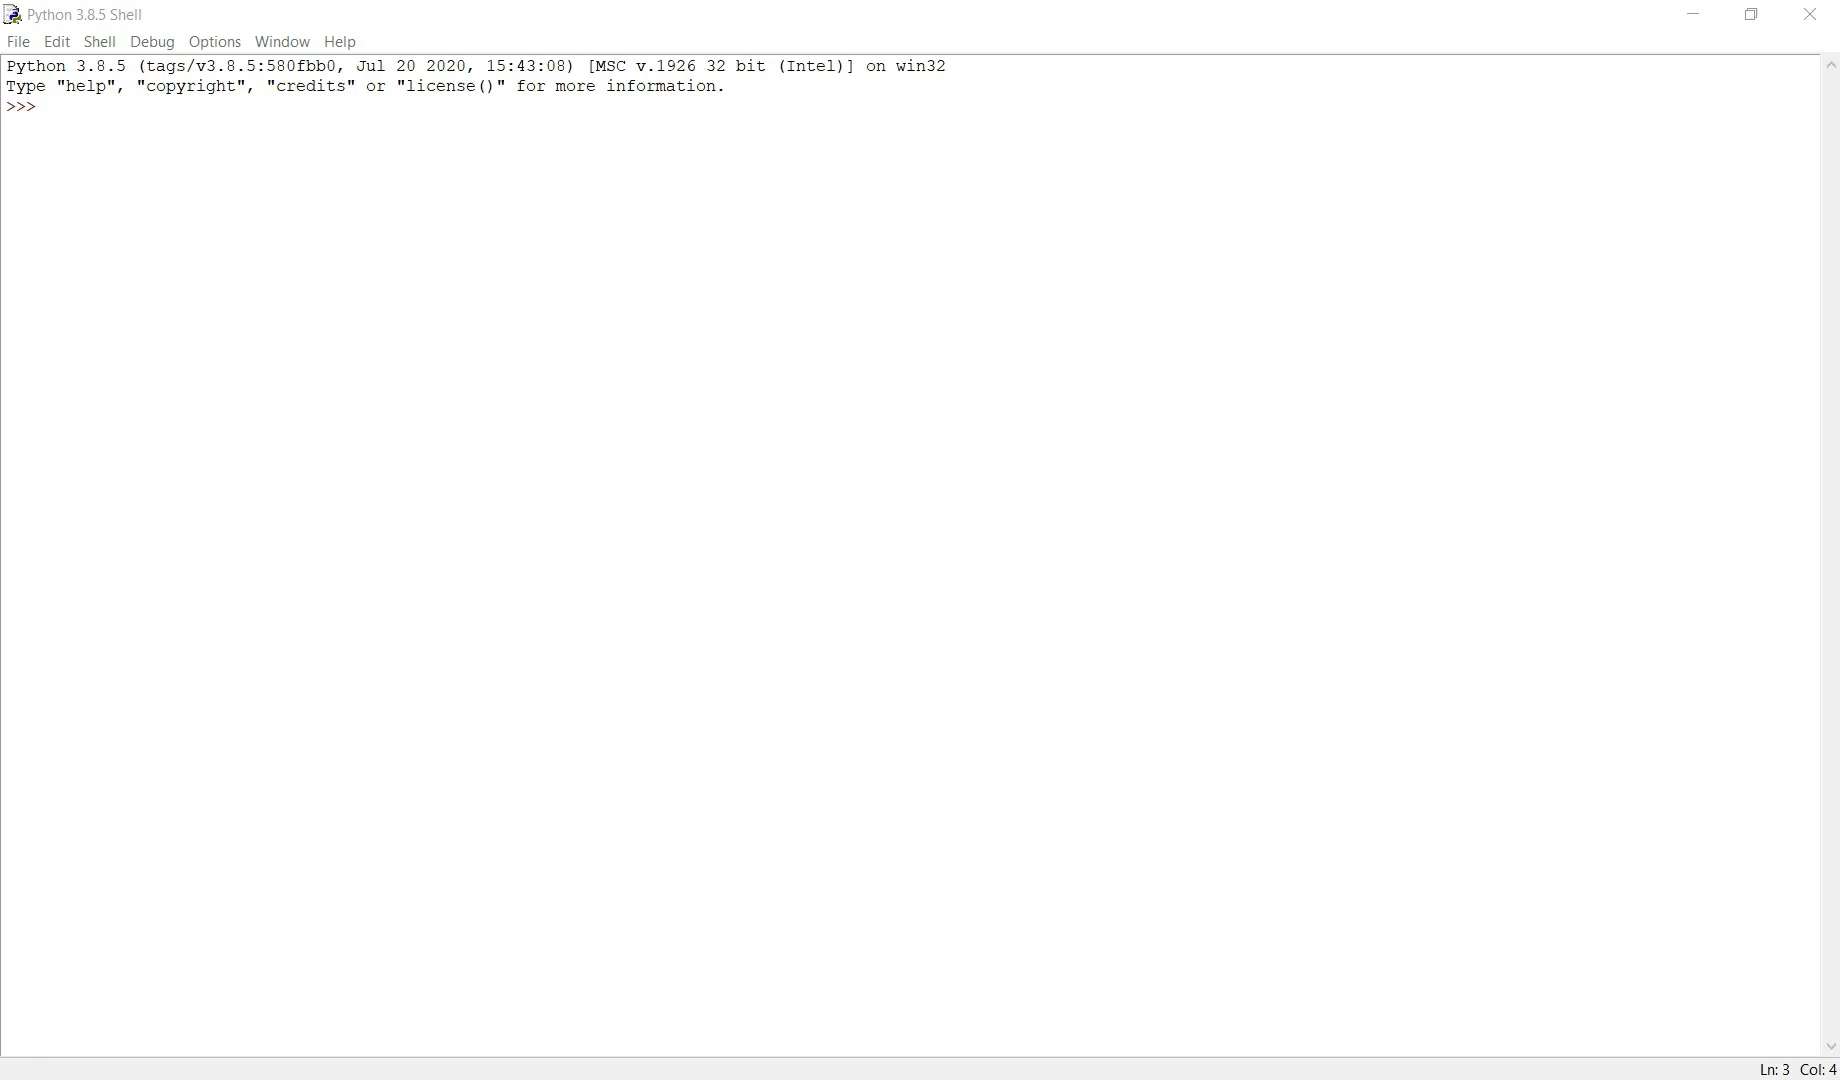 Python 3.8.5 Shell
File Edit Shell Debug Options Window Help
Python 3.8.5 (tags/v3.8.5:580fbb0, Jul 20 2020, 15:43:08) [MSC v.1926 32 bit (Intel)] on win32
Type "help", "copyright", "credits" or "license()" for more information.
>>>
Ln: 3 Col: 4